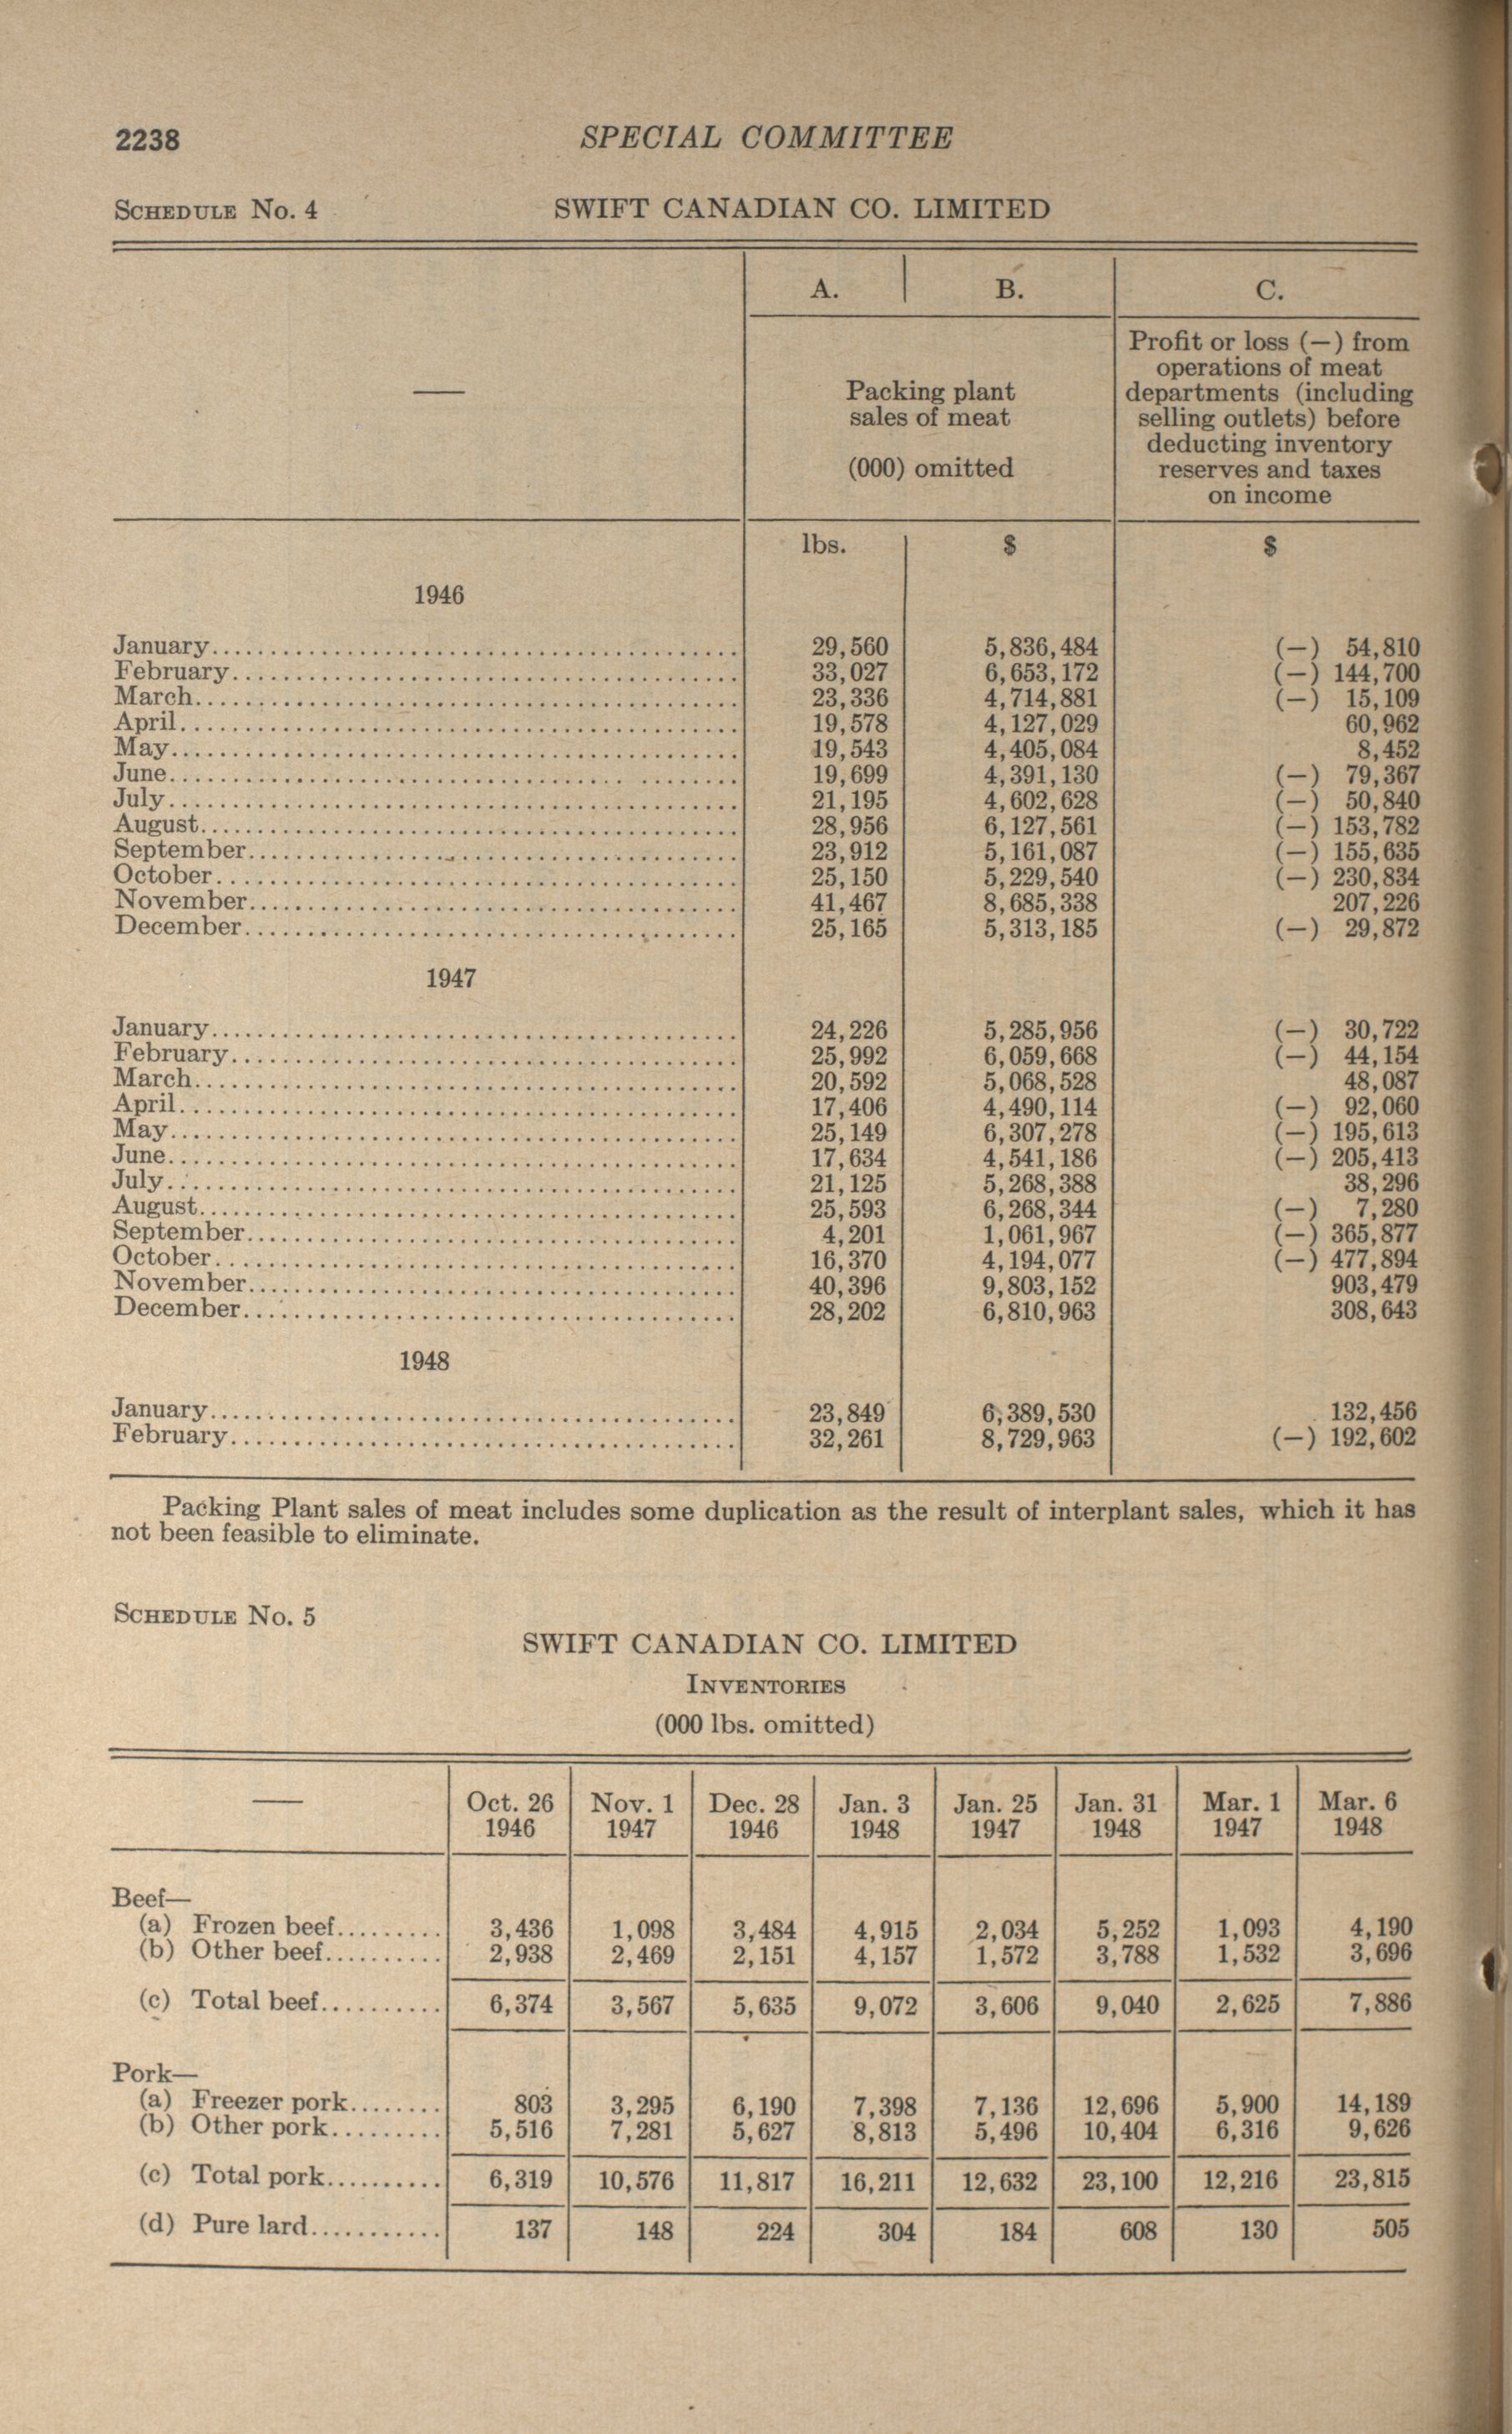 2238
SPECIAL COMMITTEE
Schedule No. 4
SWIFT CANADIAN CO. LIMITED
—
A.
B.
C.
Packing plant
sales of meat
(000) omitted
Profit or loss (—) from
operations of meat
departments (including
selling outlets) before
deducting inventory
reserves and taxes
on income
lbs. $ $
1946
January 29,560 5,836,484 (—) 54,810
February 33,027 6,653,172 (—) 144,700
March 23,336 4,714,881 (—) 15,109
April 19,578 4,127,029 60,962
May 19,543 4,405,084 8,452
June 19,699 4,391,130 (—) 79,367
July 21,195 4,602,628 (—) 50,840
August 28,956 6,127,561 (—) 153,782
September 23,912 5,161,087 (—) 155,635
October 25,150 5,229,540 (—) 230,834
November 41,467 8,685,338 207,226
December 25,165 5,313,185 (—) 29,872
1947
January 24,226 5,285,956 (—) 30,722
February 25,992 6,059,668 (—) 44,154
March 20,592 5,068,528 48,087
April 17,406 4,490,114 (—) 92,060
May 25,149 6,307,278 (—) 195,613
June 17,634 4,541,186 (—) 205,413
July 21,125 5,268,388 38,296
August 25,593 6,268,344 (—) 7,280
September 4,201 1,061,967 (—) 365,877
October 16,370 4,194,077 (—) 477,894
November 40,396 9,803,152 903,479
December 28,202 6,810,963 308,643
1948
January 23,849 6,389,530 132,456
February 32,261 8,729,963 (—) 192,602
Packing Plant sales of meat includes some duplication as the result of interplant sales, which it has
not been feasible to eliminate.
Schedule No. 5
SWIFT CANADIAN CO. LIMITED
Inventories
(000 lbs. omitted)
— Oct. 26 Nov. 1 Dec. 28 Jan. 3 Jan. 25 Jan. 31 Mar. 1 Mar. 6
1946 1947 1946 1948 1947 1948 1947 1948
Beef—
(a) Frozen beef 3,436 1,098 3,484 4,915 2,034 5,252 1,093 4,190
(b) Other beef 2,938 2,469 2,151 4,157 1,572 3,788 1,532 3,696
(c) Total beef 6,374 3,567 5,635 9,072 3,606 9,040 2,625 7,886
Pork—
(a) Freezer pork 803 3,295 6,190 7,398 7,136 12,696 5,900 14,189
(b) Other pork 5,516 7,281 5,627 8,813 5,496 10,404 6,316 9,626
(c) Total pork 6,319 10,576 11,817 16,211 12,632 23,100 12,216 23,815
(d) Pure lard 137 148 224 304 184 608 130 505